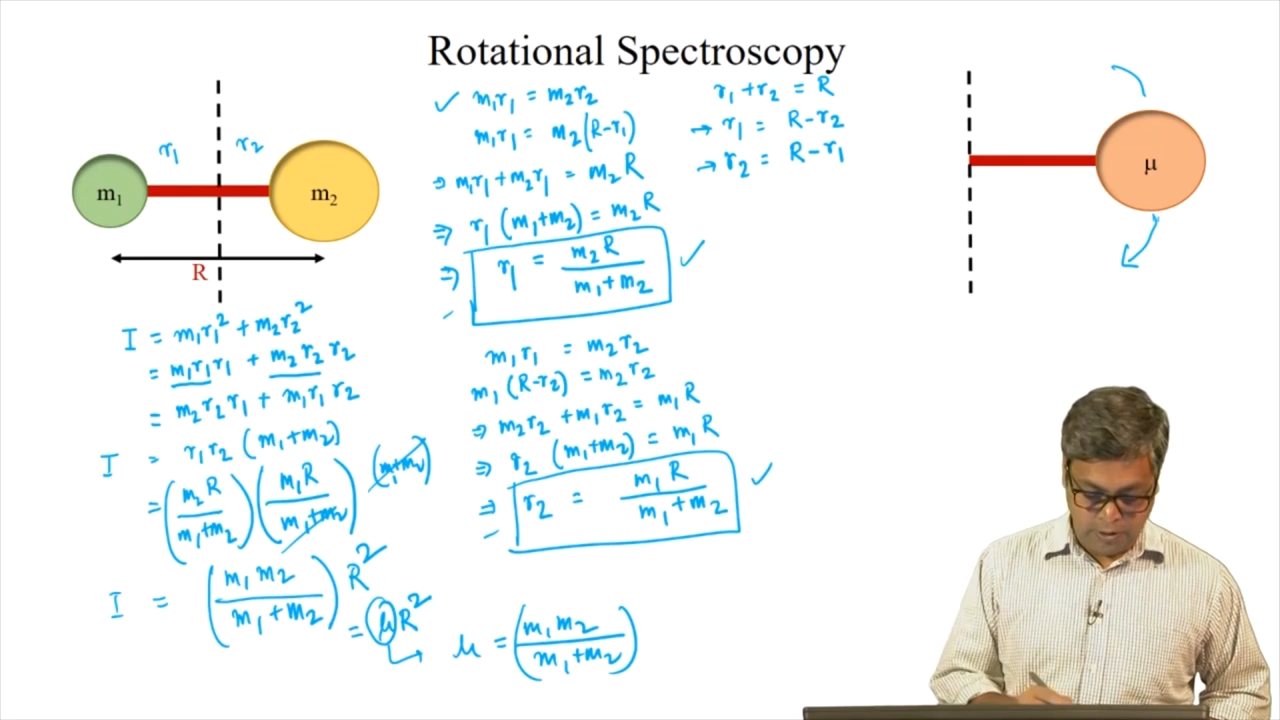 Rotational Spectroscopy
r₁ r₂
m₁ m₂
R
✓ m₁r₁ = m₂r₂
m₁r₁ = m₂(R-r₁)
⇒ m₁r₁ + m₂r₁ = m₂R
⇒ r₁ (m₁+m₂) = m₂R
⇒ r₁ = m₂R / m₁+m₂ ✓
r₁ + r₂ = R
→ r₁ = R-r₂
→ r₂ = R-r₁
μ
I = m₁r₁² + m₂r₂²
= m₁r₁r₁ + m₂r₂r₂
= m₂r₂r₁ + m₁r₁r₂
I = r₁r₂ (m₁+m₂)
= (m₂R / m₁+m₂) (m₁R / m₁+m₂) (m₁+m₂)
I = (m₁m₂ / m₁+m₂) R²
= μR²
→ μ = (m₁m₂ / m₁+m₂)
m₁r₁ = m₂r₂
m₁(R-r₂) = m₂r₂
⇒ m₂r₂ + m₁r₂ = m₁R
⇒ r₂ (m₁+m₂) = m₁R
⇒ r₂ = m₁R / m₁+m₂ ✓